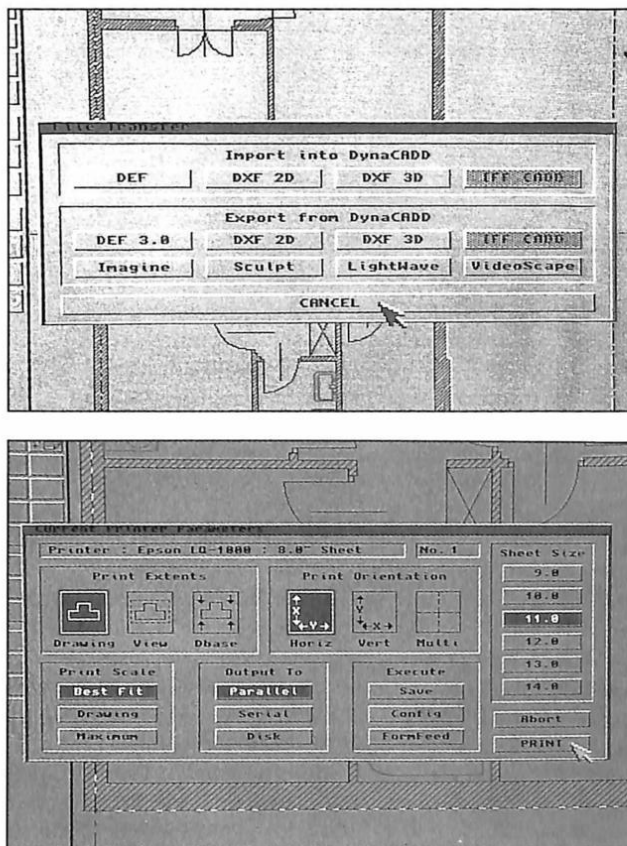 File Transfer
Import into DynaCADD
DEF DXF 2D DXF 3D IFF CADD
Export from DynaCADD
DEF 3.0 DXF 2D DXF 3D IFF CADD
Imagine Sculpt LightWave VideoScape
CANCEL
Current Printer Parameters
Printer : Epson LQ-1000 : 8.0" Sheet No. 1
Sheet Size
9.0
10.0
11.0
12.0
13.0
14.0
Print Extents
Drawing View Dbase
Print Orientation
X Y Y X
Horiz Vert Multi
Print Scale
Best Fit
Drawing
Maximum
Output To
Parallel
Serial
Disk
Execute
Save
Config
FormFeed
Abort
PRINT